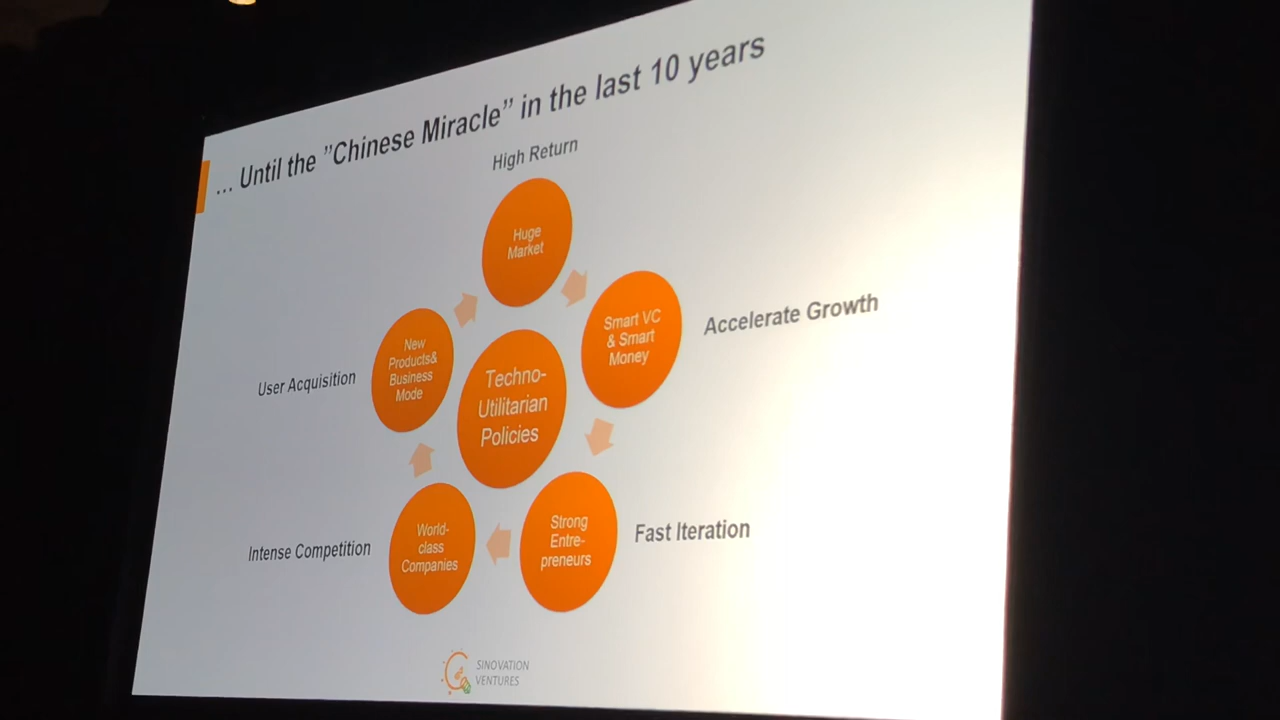 ... Until the ”Chinese Miracle” in the last 10 years
High Return
Huge
Market
Smart VC
& Smart
Money
Accelerate Growth
New
Products&
Business
Mode
User Acquisition
Techno-
Utilitarian
Policies
Strong
Entre-
preneurs
Fast Iteration
World-
class
Companies
Intense Competition
SINOVATION
VENTURES